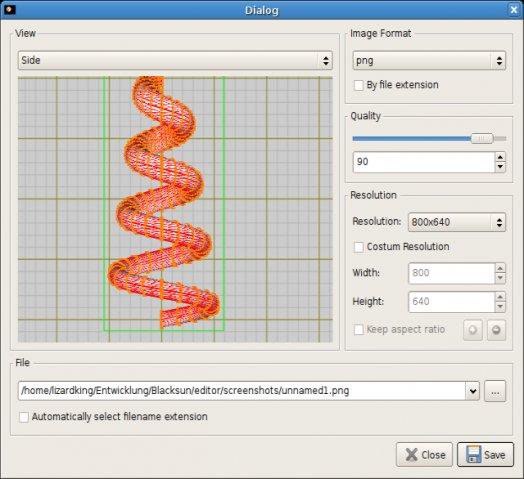 Dialog
View
Side
Image Format
png
By file extension
Quality
90
Resolution
Resolution: 800x640
Costum Resolution
Width: 800
Height: 640
Keep aspect ratio
File
/home/lizardking/Entwicklung/Blacksun/editor/screenshots/unnamed1.png
...
Automatically select filename extension
Close Save